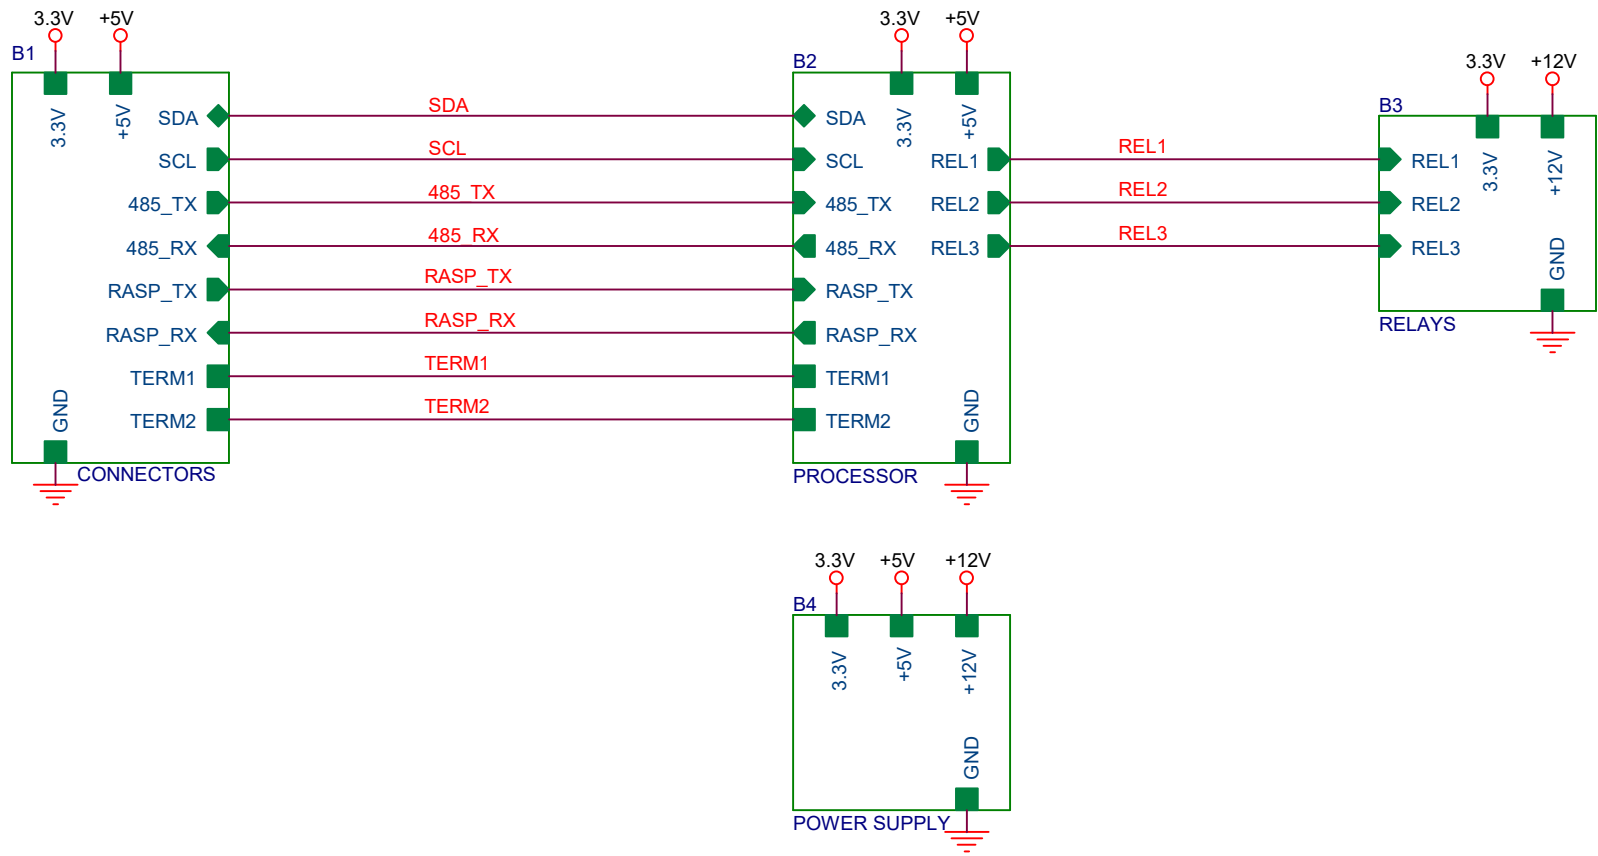 3.3V +5V
B1
3.3V
+5V
SDA
SCL
485_TX
485_RX
RASP_TX
RASP_RX
TERM1
TERM2
GND
CONNECTORS
SDA
SCL
485_TX
485_RX
RASP_TX
RASP_RX
TERM1
TERM2
3.3V +5V
B2
3.3V
+5V
SDA
SCL
485_TX
485_RX
RASP_TX
RASP_RX
TERM1
TERM2
REL1
REL2
REL3
GND
PROCESSOR
REL1
REL2
REL3
3.3V +12V
B3
3.3V
+12V
REL1
REL2
REL3
GND
RELAYS
3.3V +5V +12V
B4
3.3V
+5V
+12V
GND
POWER SUPPLY